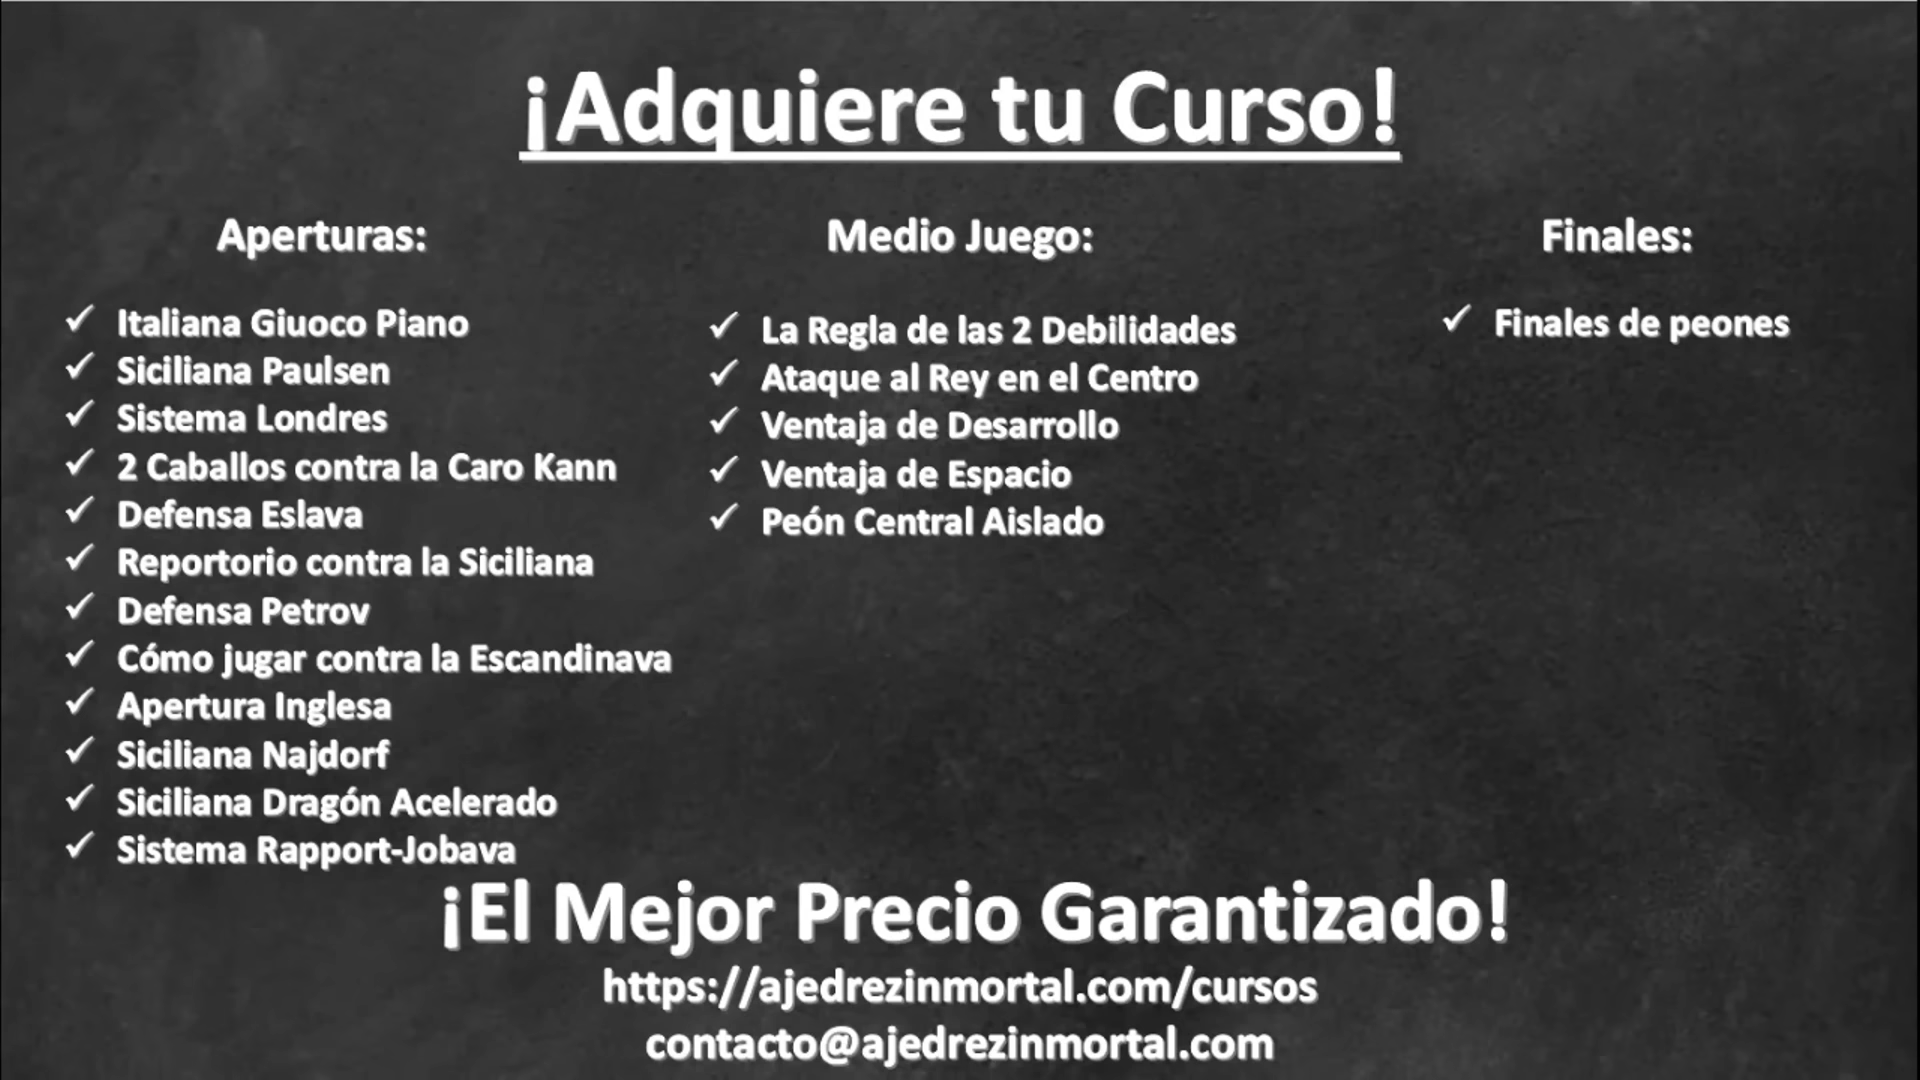 ¡Adquiere tu Curso!
Aperturas:
Italiana Giuoco Piano
Siciliana Paulsen
Sistema Londres
2 Caballos contra la Caro Kann
Defensa Eslava
Reportorio contra la Siciliana
Defensa Petrov
Cómo jugar contra la Escandinava
Apertura Inglesa
Siciliana Najdorf
Siciliana Dragón Acelerado
Sistema Rapport-Jobava
Medio Juego:
La Regla de las 2 Debilidades
Ataque al Rey en el Centro
Ventaja de Desarrollo
Ventaja de Espacio
Peón Central Aislado
Finales:
Finales de peones
¡El Mejor Precio Garantizado!
https://ajedrezinmortal.com/cursos
contacto@ajedrezinmortal.com